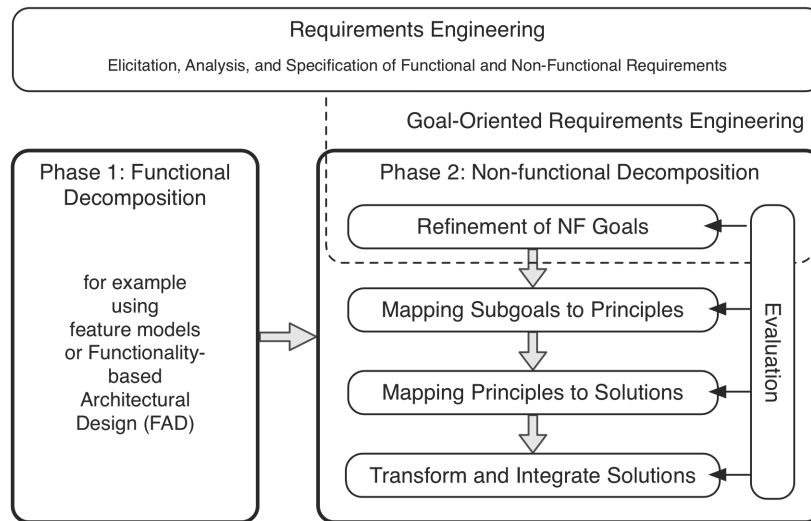 Requirements Engineering
Elicitation, Analysis, and Specification of Functional and Non-Functional Requirements
Goal-Oriented Requirements Engineering
Phase 1: Functional
Decomposition
for example
using
feature models
or Functionality-
based
Architectural
Design (FAD)
Phase 2: Non-functional Decomposition
Refinement of NF Goals
Mapping Subgoals to Principles
Mapping Principles to Solutions
Transform and Integrate Solutions
Evaluation